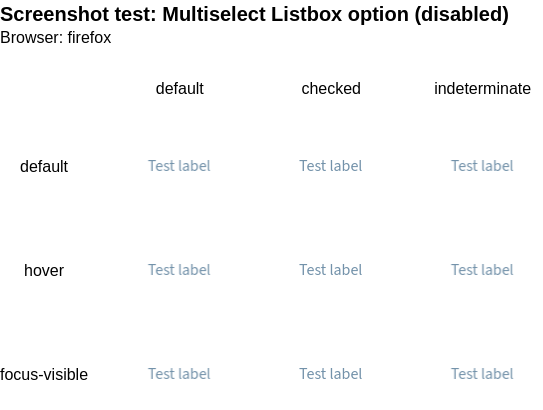 Screenshot test: Multiselect Listbox option (disabled)
Browser: firefox
default checked indeterminate
default Test label Test label Test label
hover Test label Test label Test label
focus-visible Test label Test label Test label